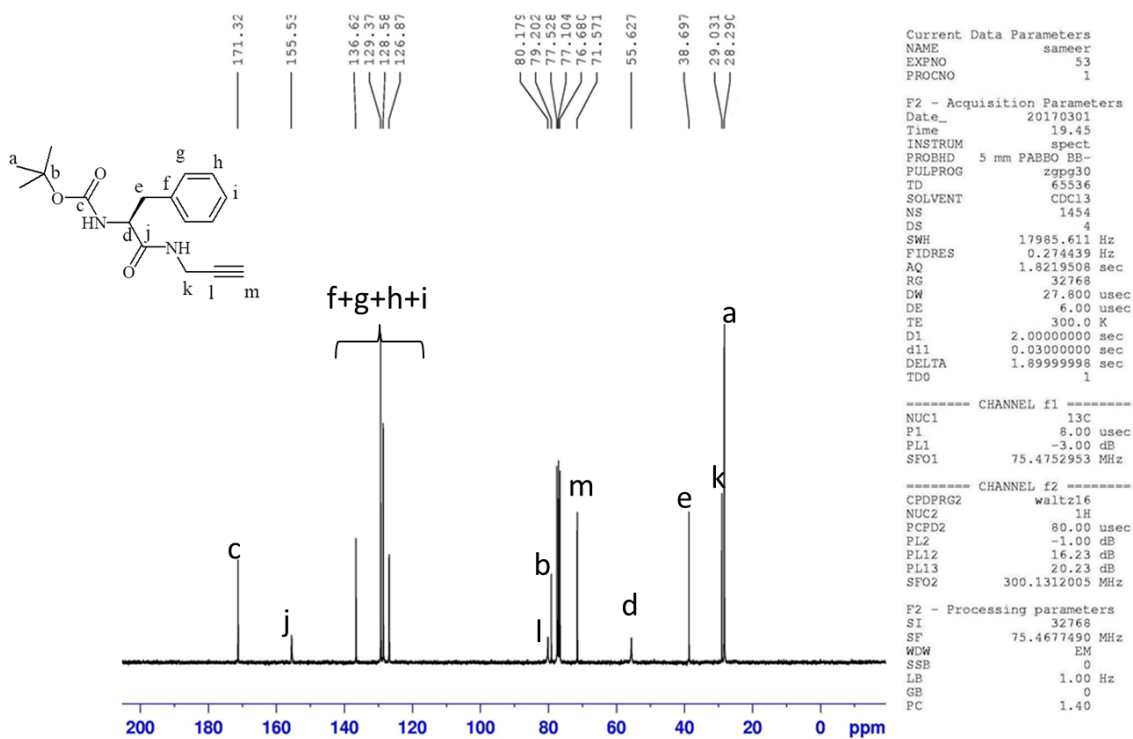 171.32
155.53
136.62
129.37
128.58
126.87
80.179
79.202
77.528
77.104
76.680
71.571
55.627
38.697
29.031
28.290
a
b
O
c
O
HN
d
e
f
g
h
i
j
O
NH
k
l
m
f+g+h+i
c
j
l
b
m
d
e
k
a
200 180 160 140 120 100 80 60 40 20 0 ppm
Current Data Parameters
NAME sameer
EXPNO 53
PROCNO 1
F2 - Acquisition Parameters
Date_ 20170301
Time 19.45
INSTRUM spect
PROBHD 5 mm PABBO BB-
PULPROG zgpg30
TD 65536
SOLVENT CDCl3
NS 1454
DS 4
SWH 17985.611 Hz
FIDRES 0.274439 Hz
AQ 1.8219508 sec
RG 32768
DW 27.800 usec
DE 6.00 usec
TE 300.0 K
D1 2.00000000 sec
d11 0.03000000 sec
DELTA 1.89999998 sec
TD0 1
======== CHANNEL f1 ========
NUC1 13C
P1 8.00 usec
PL1 -3.00 dB
SFO1 75.4752953 MHz
======== CHANNEL f2 ========
CPDPRG2 waltz16
NUC2 1H
PCPD2 80.00 usec
PL2 -1.00 dB
PL12 16.23 dB
PL13 20.23 dB
SFO2 300.1312005 MHz
F2 - Processing parameters
SI 32768
SF 75.4677490 MHz
WDW EM
SSB 0
LB 1.00 Hz
GB 0
PC 1.40